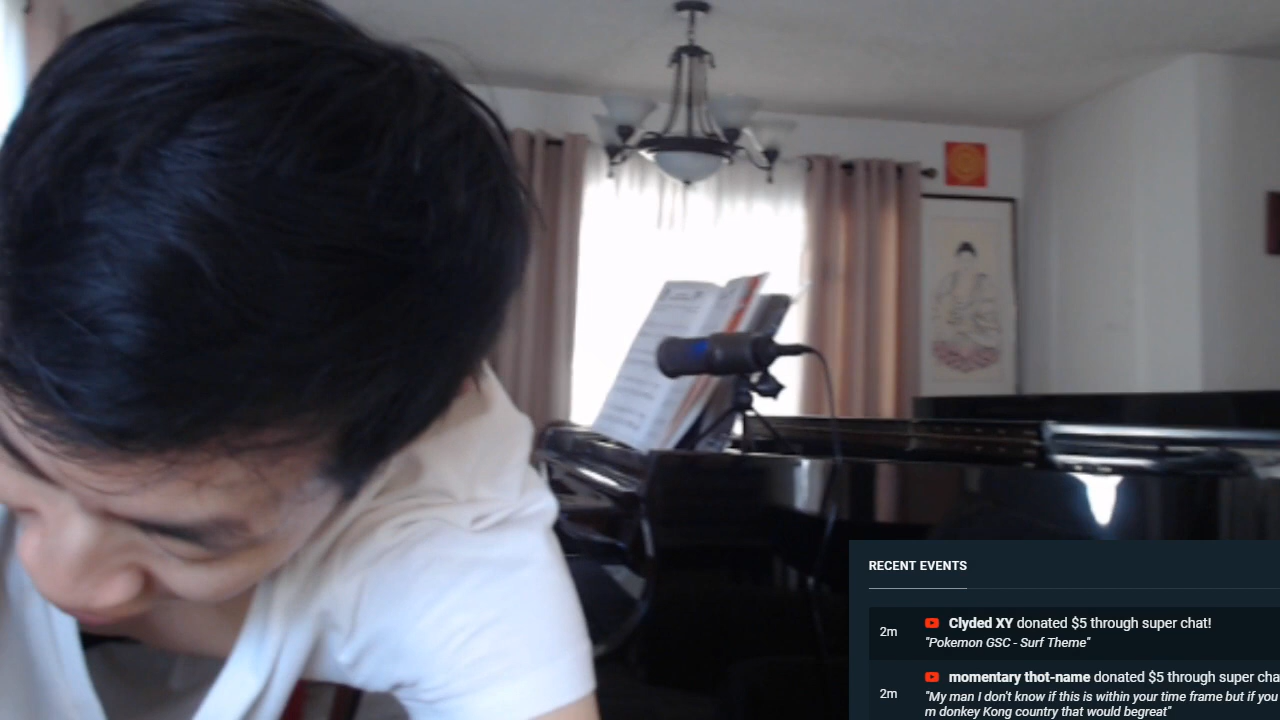 RECENT EVENTS
2m
Clyded XY donated $5 through super chat!
"Pokemon GSC - Surf Theme"
2m
momentary thot-name donated $5 through super cha
"My man I don't know if this is within your time frame but if you
m donkey Kong country that would begreat"